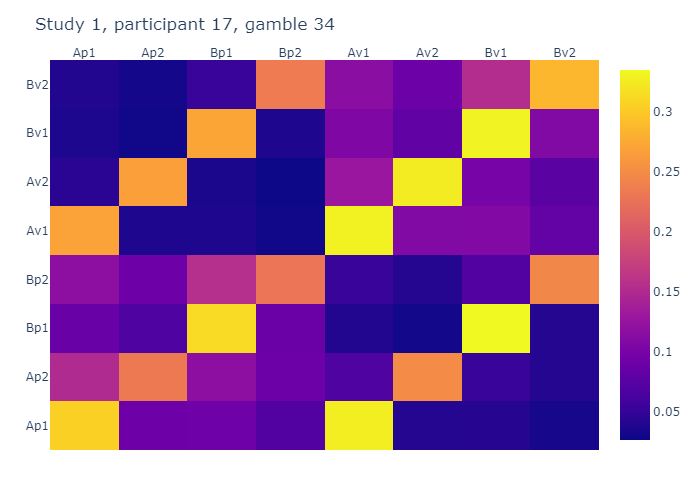 Study 1, participant 17, gamble 34
Ap1 Ap2 Bp1 Bp2 Av1 Av2 Bv1 Bv2
Bv2
Bv1
Av2
Av1
Bp2
Bp1
Ap2
Ap1
0.3
0.25
0.2
0.15
0.1
0.05